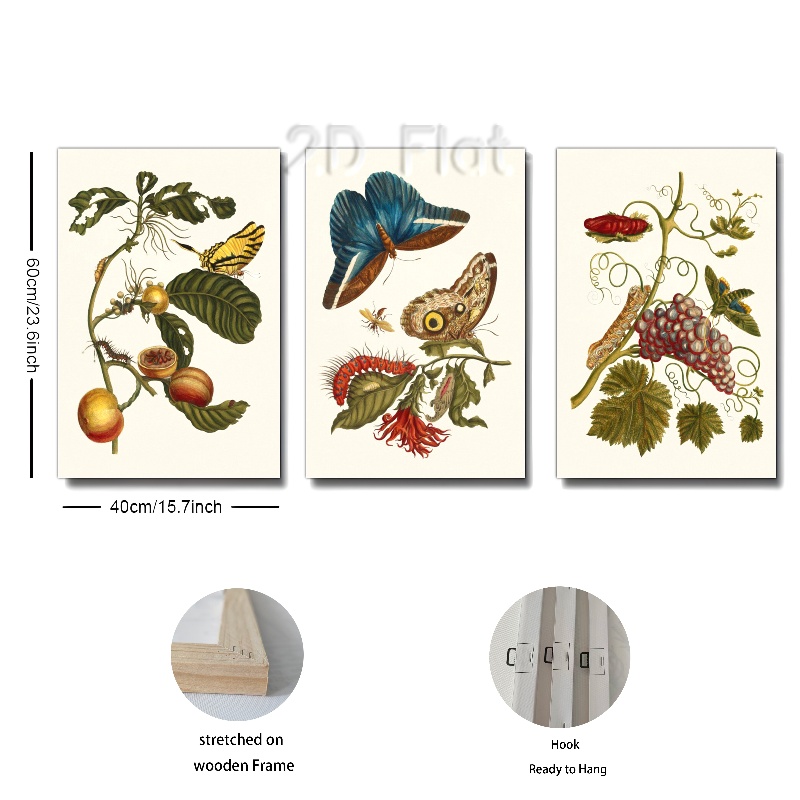 2D Flat
60cm/23.6inch
40cm/15.7inch
stretched on
wooden Frame
Hook
Ready to Hang